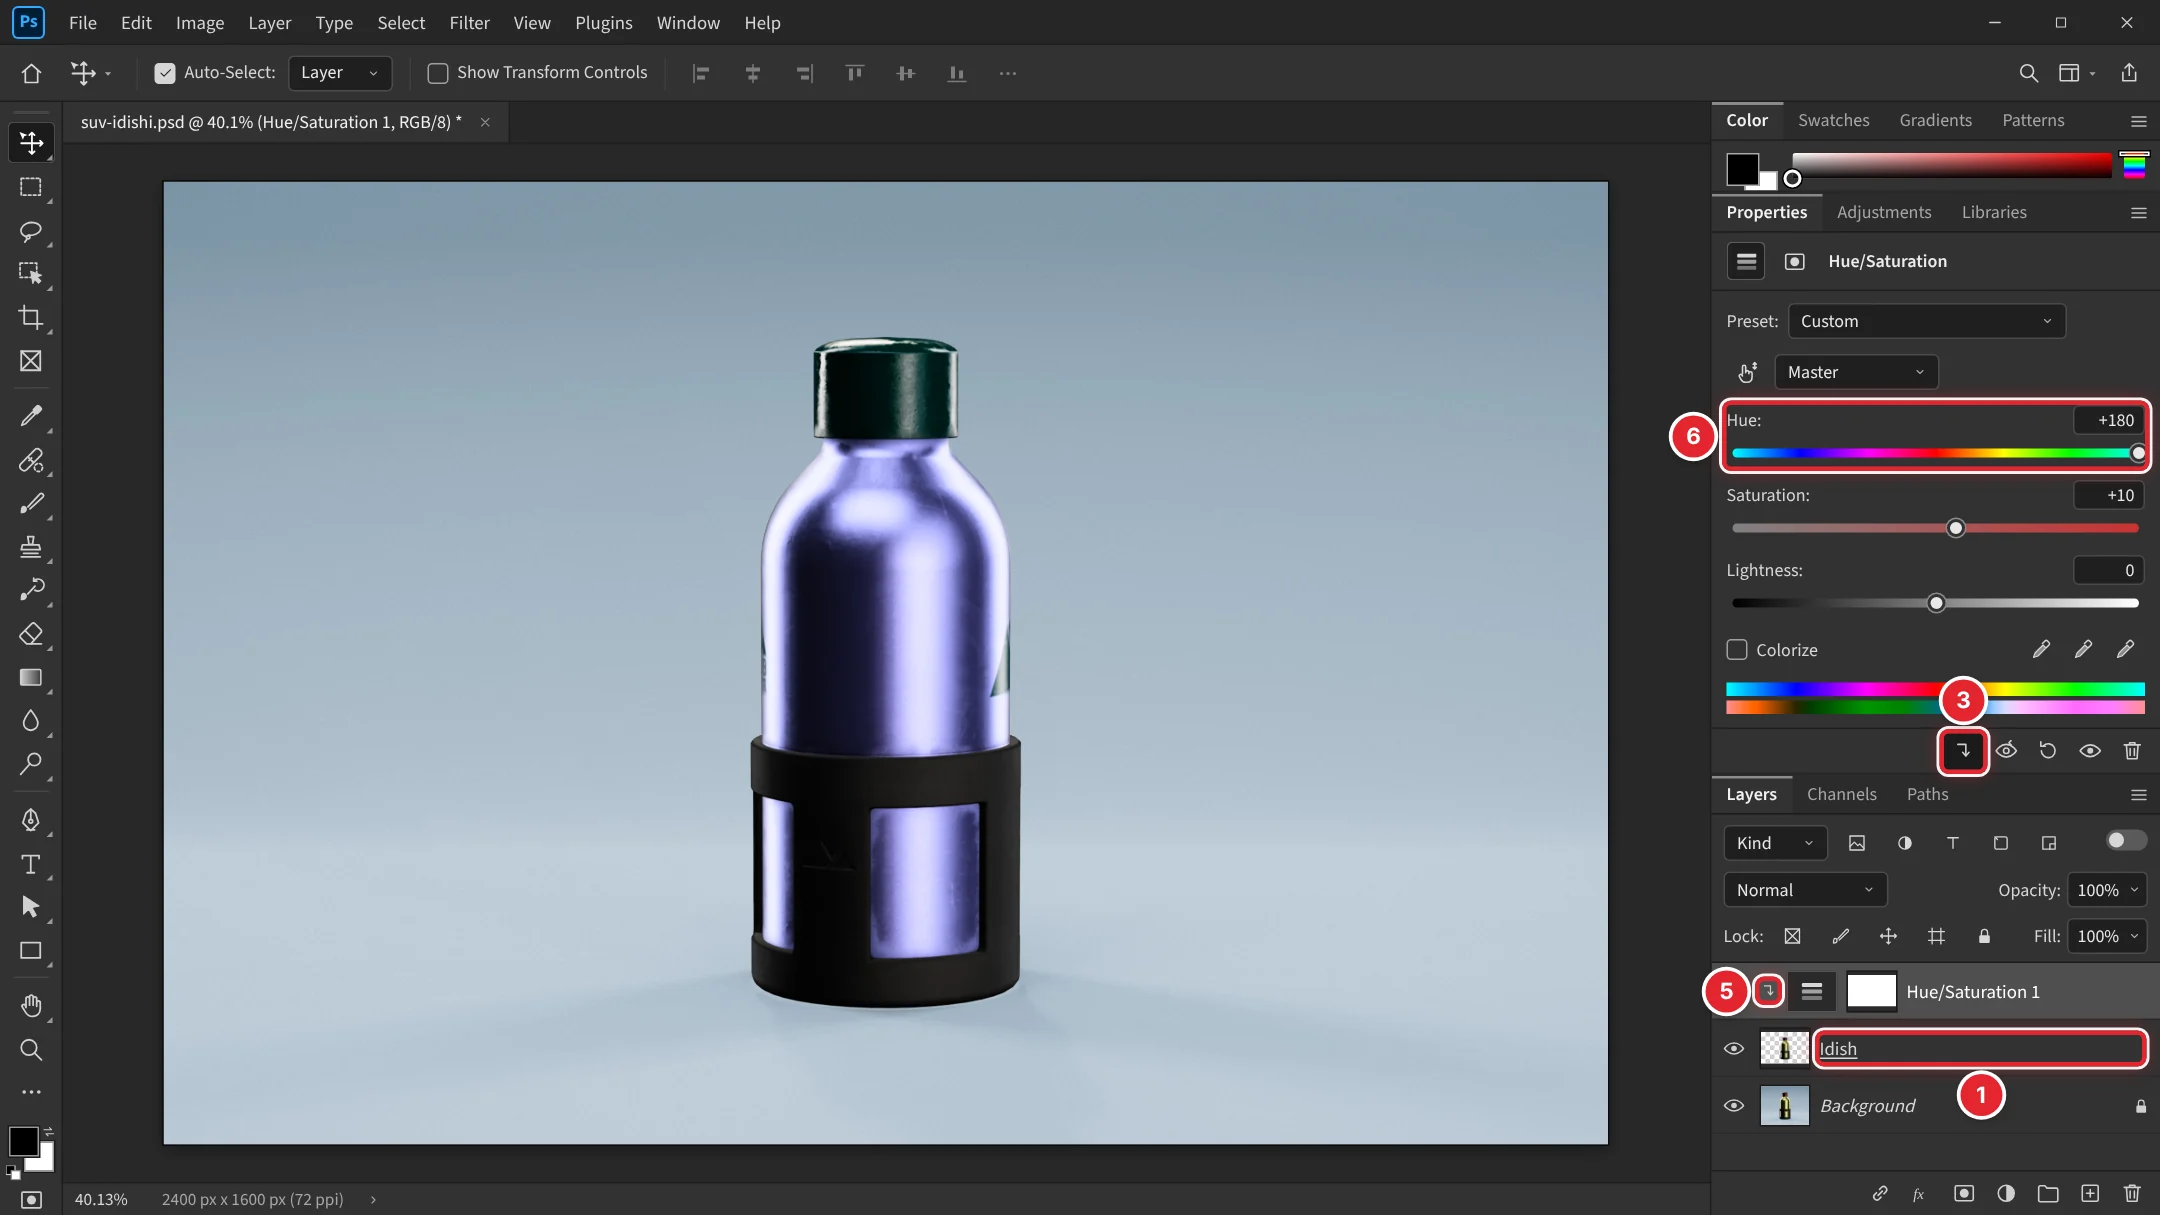 Ps File Edit Image Layer Type Select Filter View Plugins Window Help
Auto-Select: Layer Show Transform Controls
suv-idishi.psd @ 40.1% (Hue/Saturation 1, RGB/8) *
Color Swatches Gradients Patterns
Properties Adjustments Libraries
Hue/Saturation
Preset: Custom
Master
6 Hue: +180
Saturation: +10
Lightness: 0
Colorize
3
Layers Channels Paths
Kind
Normal Opacity: 100%
Lock: Fill: 100%
5 Hue/Saturation 1
Idish
1
Background
fx
40.13% 2400 px x 1600 px (72 ppi)